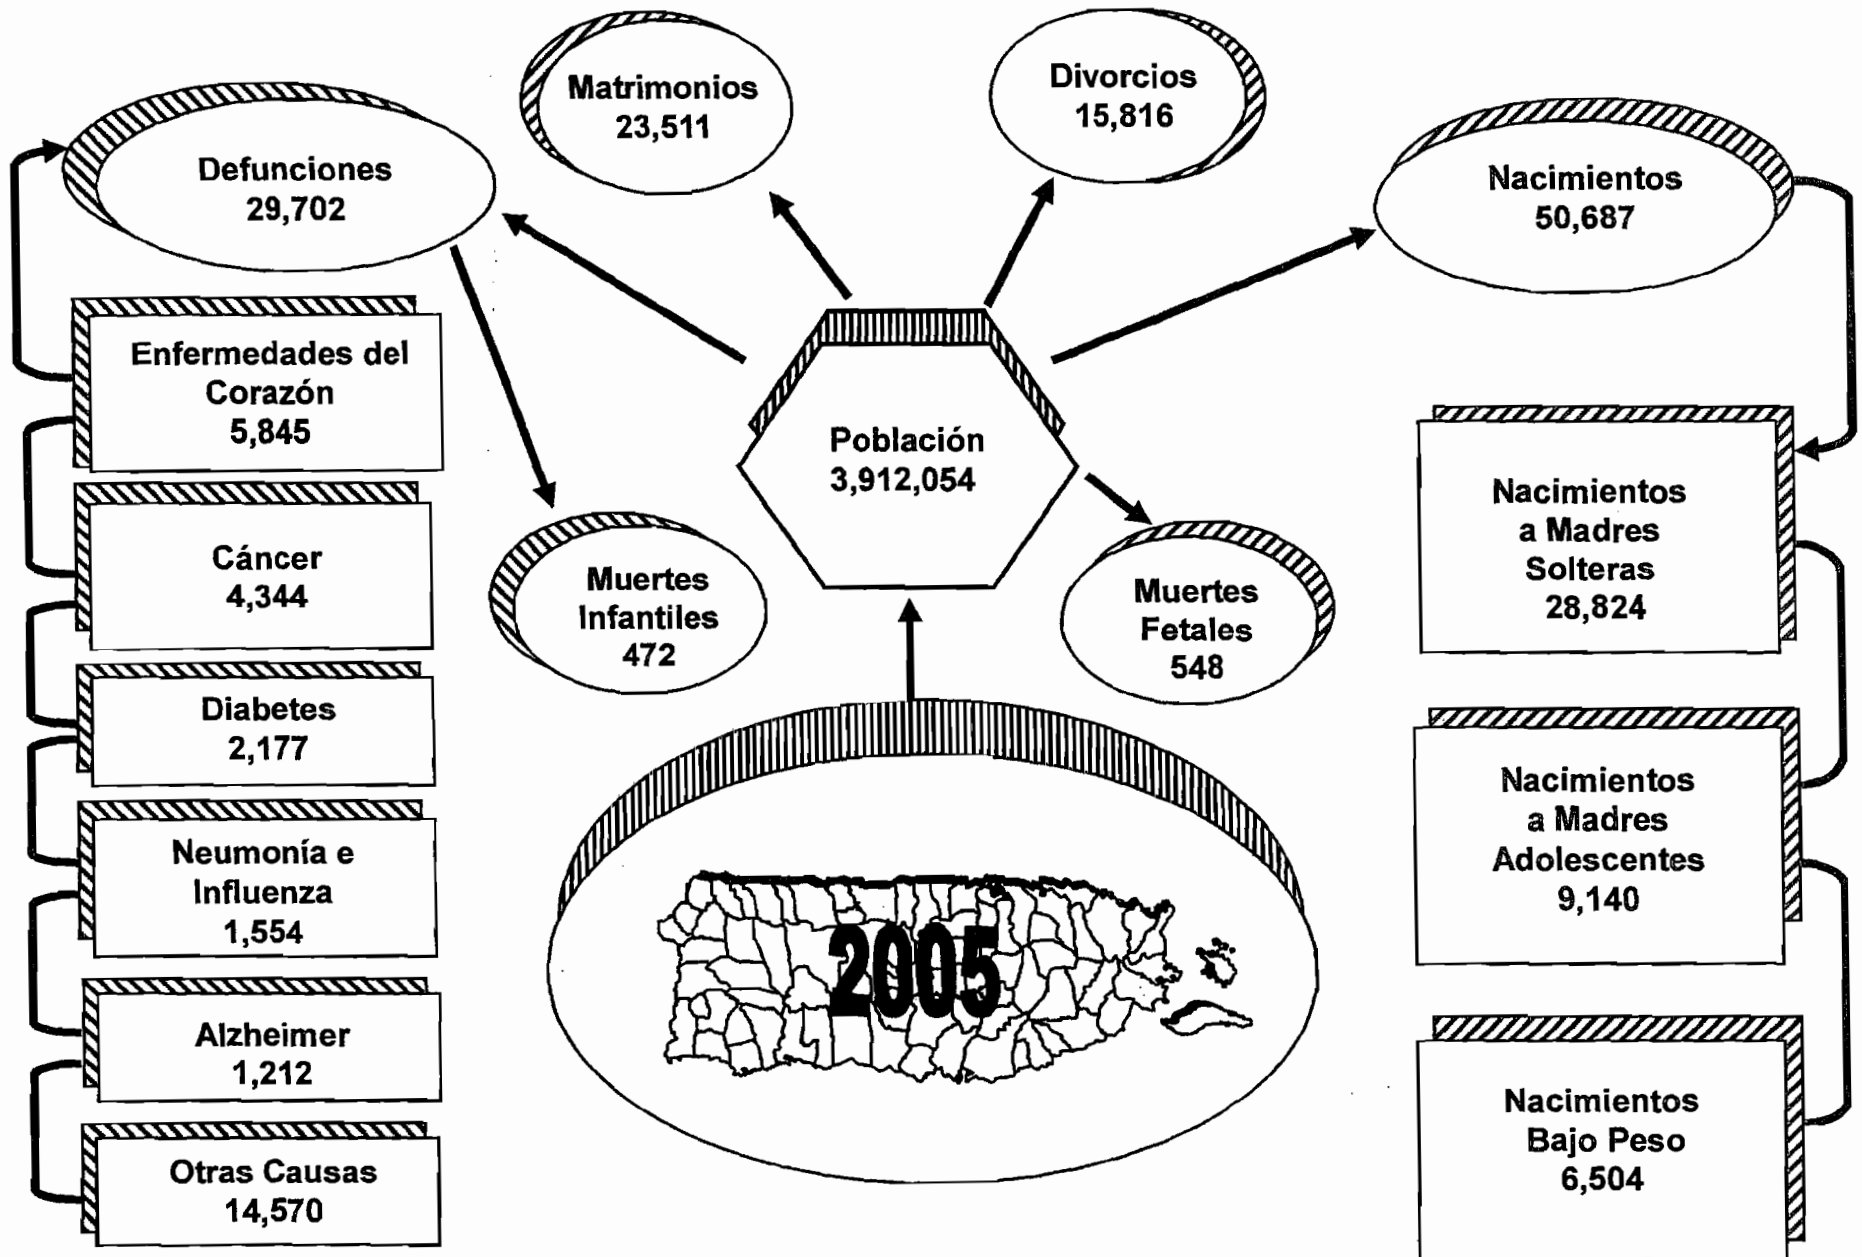 Matrimonios
23,511
Divorcios
15,816
Defunciones
29,702
Nacimientos
50,687
Enfermedades del
Corazón
5,845
Cáncer
4,344
Diabetes
2,177
Neumonía e
Influenza
1,554
Alzheimer
1,212
Otras Causas
14,570
Población
3,912,054
Muertes
Infantiles
472
Muertes
Fetales
548
2005
Nacimientos
a Madres
Solteras
28,824
Nacimientos
a Madres
Adolescentes
9,140
Nacimientos
Bajo Peso
6,504